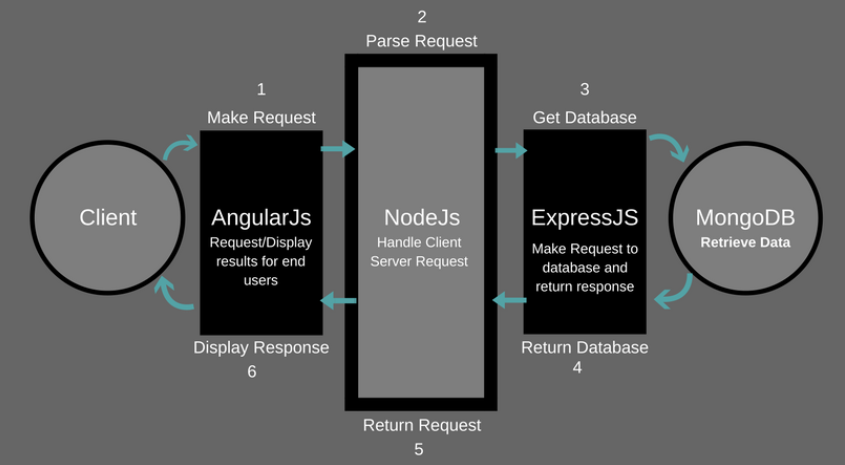 2
Parse Request
1
Make Request
3
Get Database
Client
AngularJs
Request/Display
results for end
users
NodeJs
Handle Client
Server Request
ExpressJS
Make Request to
database and
return response
MongoDB
Retrieve Data
Display Response
6
Return Database
4
Return Request
5